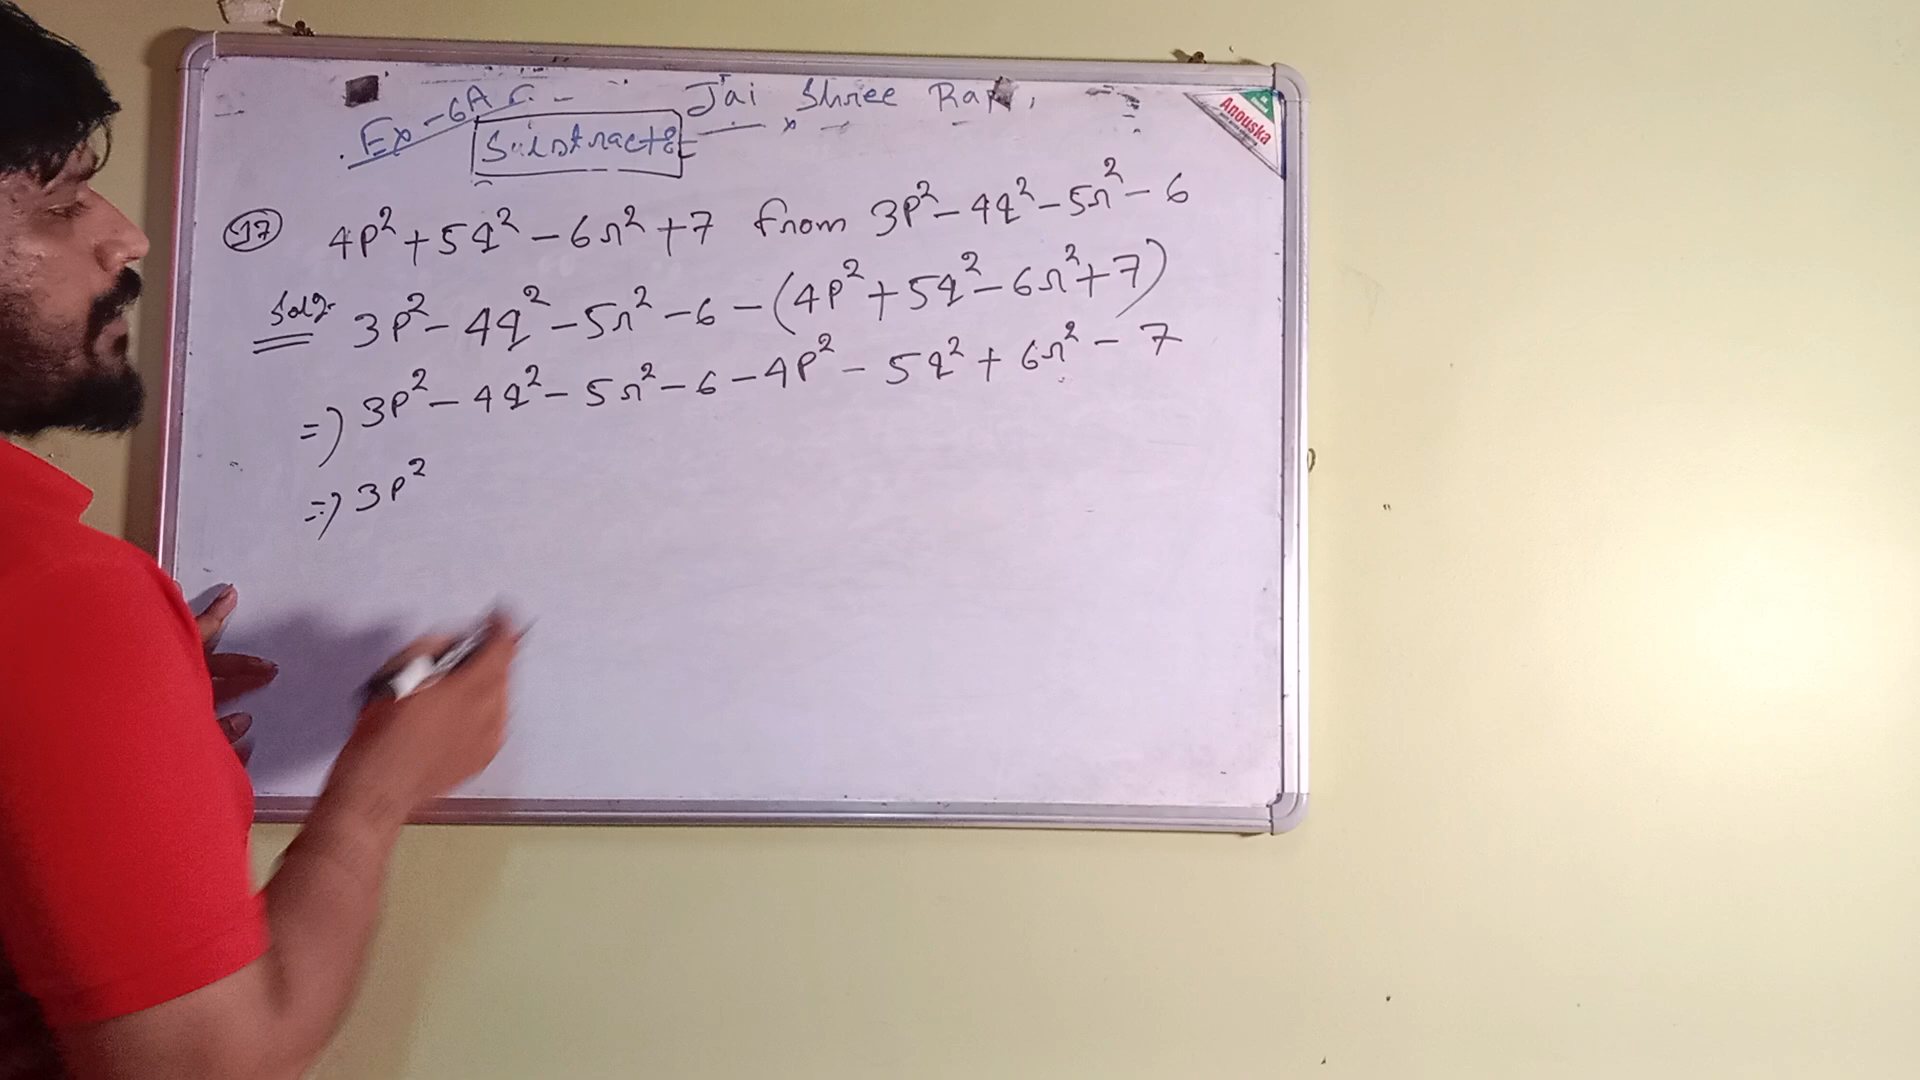 Ex-6A
Jai Shree Ram
Substract
17 4p²+5q²-6r²+7 from 3p²-4q²-5r²-6
Solⁿ:- 3p²-4q²-5r²-6-(4p²+5q²-6r²+7)
=) 3p²-4q²-5r²-6-4p²-5q²+6r²-7
=) 3p²
Anouska